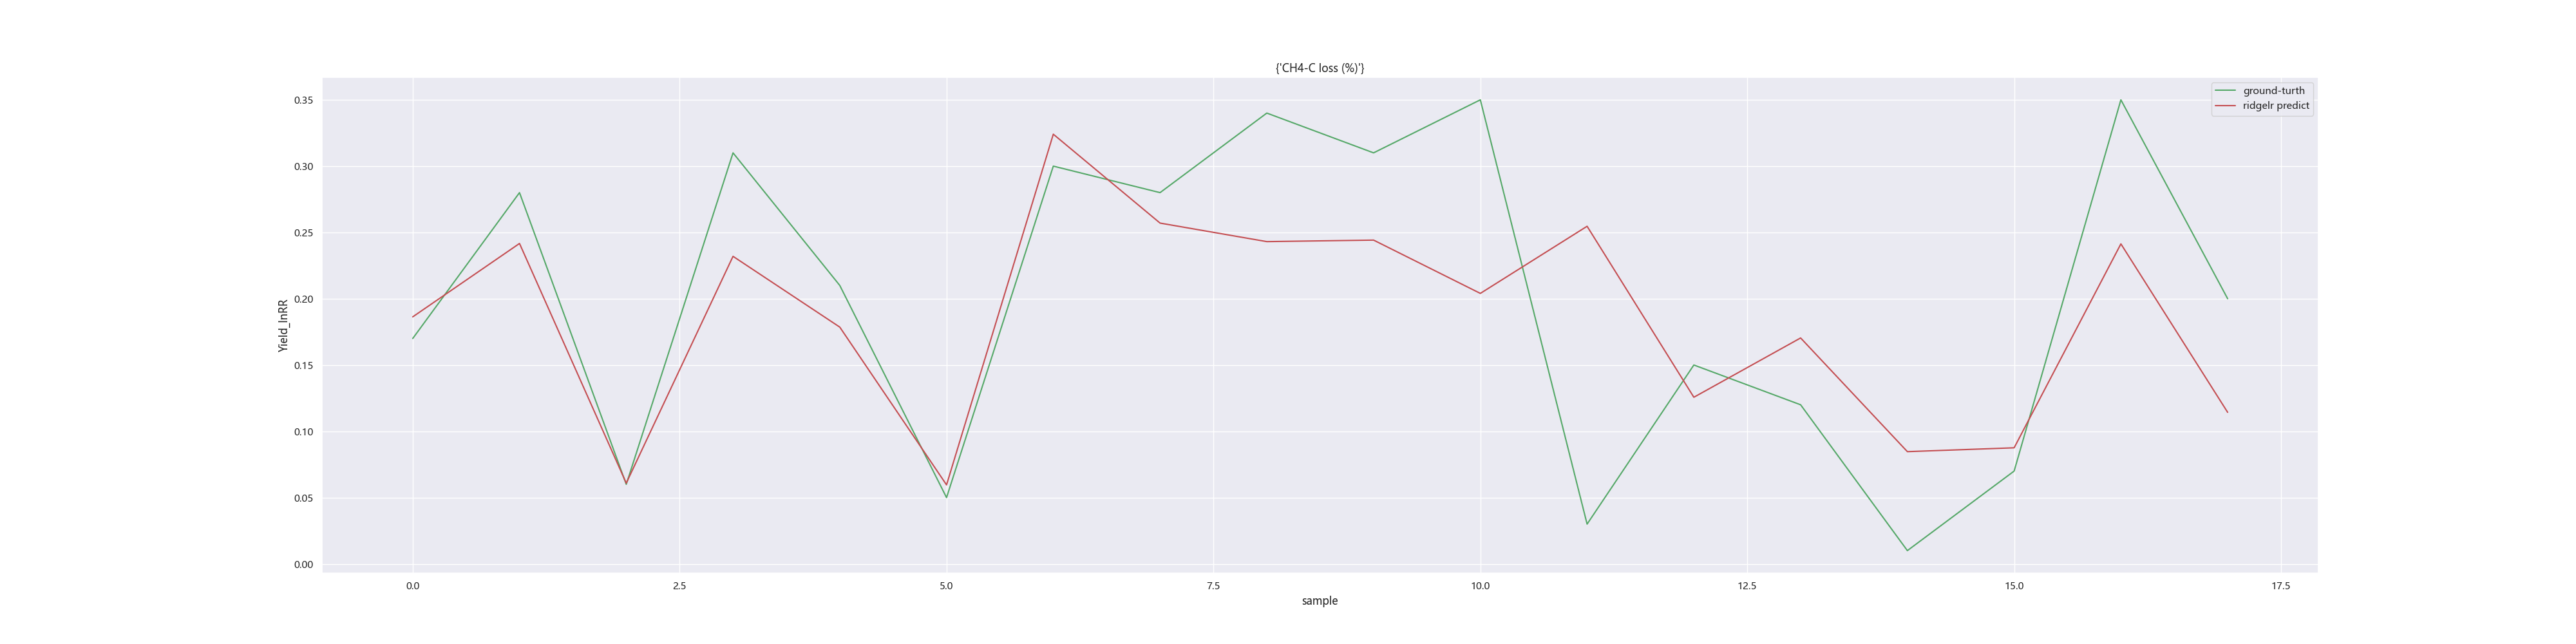 {'CH4-C loss (%)'}
ground-turth
ridgelr predict
0.35
0.30
0.25
0.20
0.15
0.10
0.05
0.00
Yield_lnRR
0.0 2.5 5.0 7.5 10.0 12.5 15.0 17.5
sample